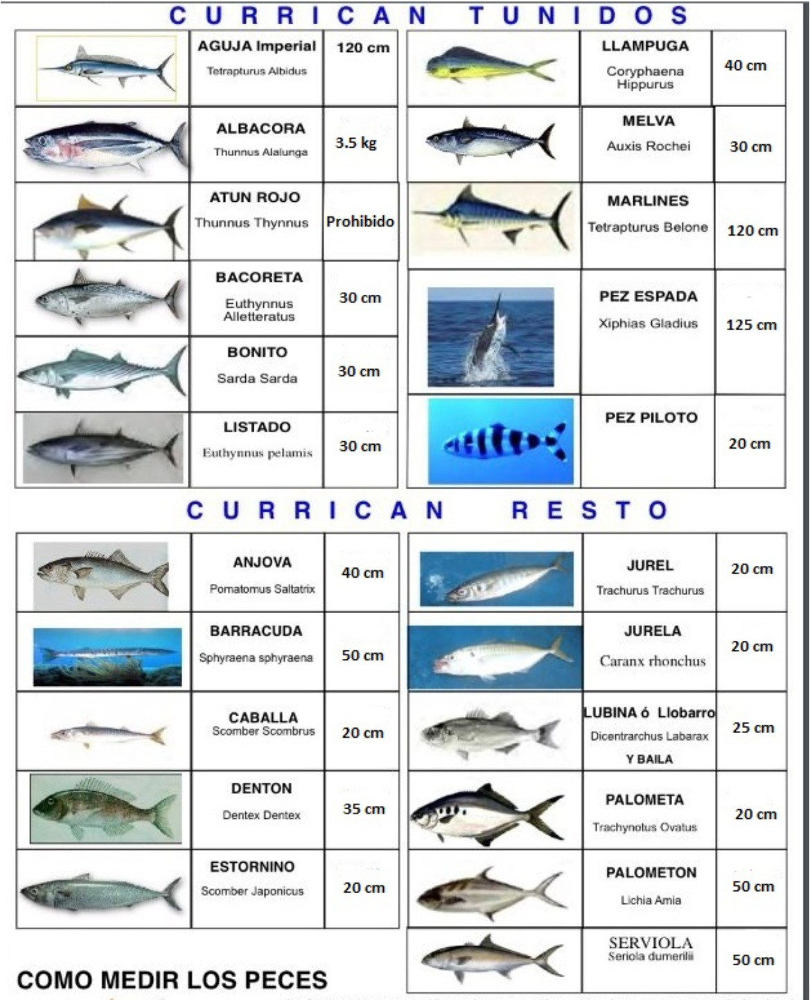 CURRICAN TUNIDOS
AGUJA Imperial
Tetrapturus Albidus
120 cm
ALBACORA
Thunnus Alalunga
3.5 kg
ATUN ROJO
Thunnus Thynnus
Prohibido
BACORETA
Euthynnus
Alletteratus
30 cm
BONITO
Sarda Sarda
30 cm
LISTADO
Euthynnus pelamis
30 cm
LLAMPUGA
Coryphaena
Hippurus
40 cm
MELVA
Auxis Rochei
30 cm
MARLINES
Tetrapturus Belone
120 cm
PEZ ESPADA
Xiphias Gladius
125 cm
PEZ PILOTO
20 cm
CURRICAN RESTO
ANJOVA
Pomatomus Saltatrix
40 cm
BARRACUDA
Sphyraena sphyraena
50 cm
CABALLA
Scomber Scombrus
20 cm
DENTON
Dentex Dentex
35 cm
ESTORNINO
Scomber Japonicus
20 cm
JUREL
Trachurus Trachurus
20 cm
JURELA
Caranx rhonchus
20 cm
LUBINA ó Llobarro
Dicentrarchus Labarax
Y BAILA
25 cm
PALOMETA
Trachynotus Ovatus
20 cm
PALOMETON
Lichia Amia
50 cm
SERVIOLA
Seriola dumerilii
50 cm
COMO MEDIR LOS PECES